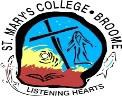 ST. MARY'S COLLEGE • BROOME
LISTENING HEARTS